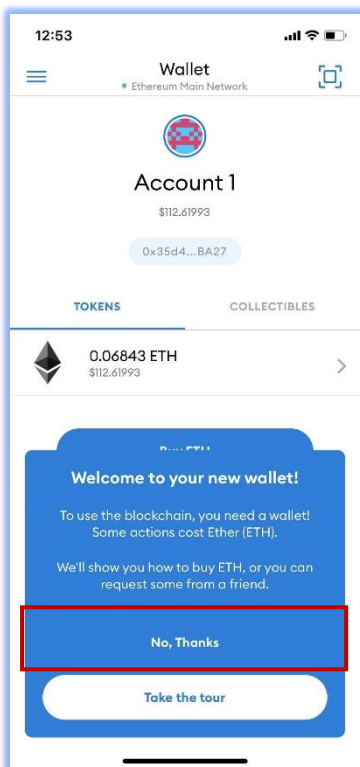 12:53
Wallet
Ethereum Main Network
Account 1
$112.61993
0x35d4...BA27
TOKENS
COLLECTIBLES
0.06843 ETH
$112.61993
Buy ETH
Welcome to your new wallet!
To use the blockchain, you need a wallet!
Some actions cost Ether (ETH).
We'll show you how to buy ETH, or you can
request some from a friend.
No, Thanks
Take the tour